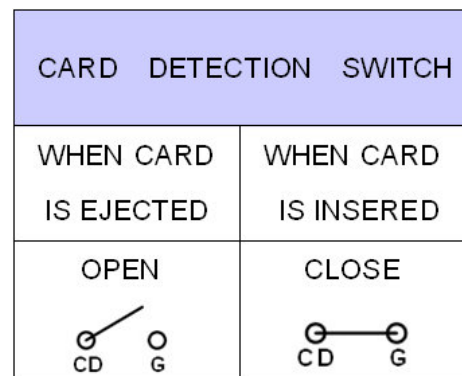 CARD DETECTION SWITCH
WHEN CARD
IS EJECTED
WHEN CARD
IS INSERED
OPEN
CD G
CLOSE
CD G